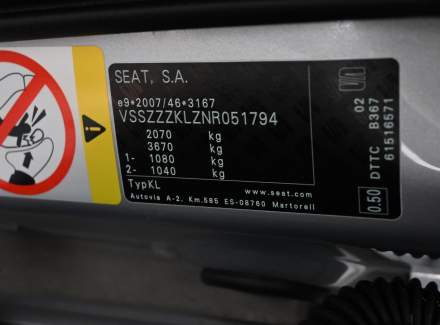 SEAT, S.A.
e9*2007/46*3167
VSSZZZKLZNR051794
2070 kg
3670 kg
1- 1080 kg
2- 1040 kg
TypKL
www.seat.com
Autovía A-2, Km.585 ES-08760 Martorell
0.50 DTTC B367 02
61516571